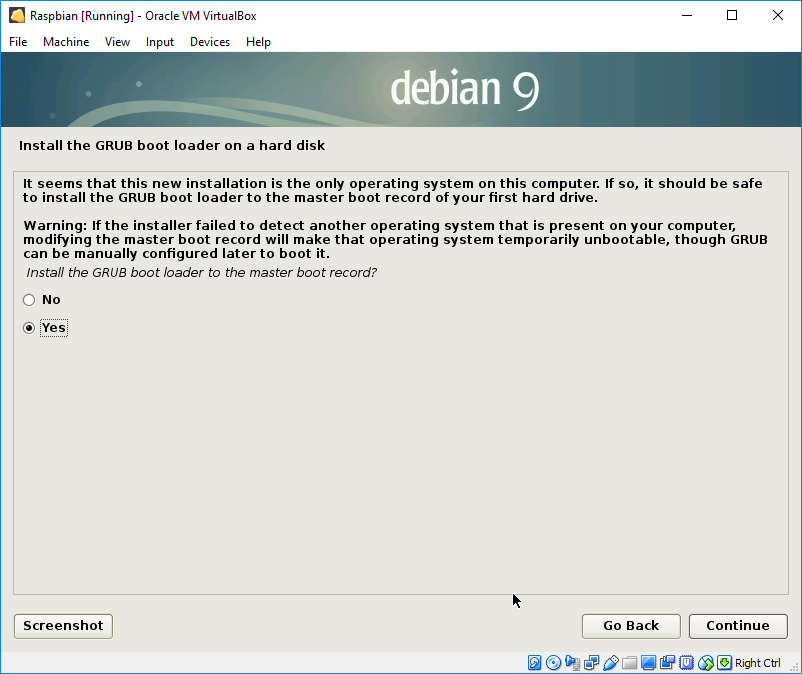 Raspbian [Running] - Oracle VM VirtualBox
File Machine View Input Devices Help
debian 9
Install the GRUB boot loader on a hard disk
It seems that this new installation is the only operating system on this computer. If so, it should be safe
to install the GRUB boot loader to the master boot record of your first hard drive.
Warning: If the installer failed to detect another operating system that is present on your computer,
modifying the master boot record will make that operating system temporarily unbootable, though GRUB
can be manually configured later to boot it.
Install the GRUB boot loader to the master boot record?
No
Yes
Screenshot Go Back Continue
Right Ctrl